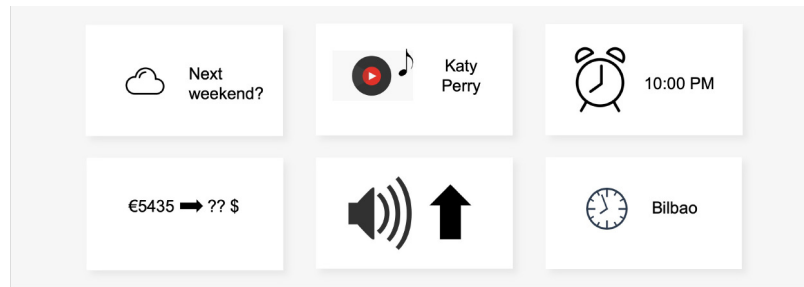 Next
weekend?
Katy
Perry
10:00 PM
€5435 ➡ ?? $
Bilbao